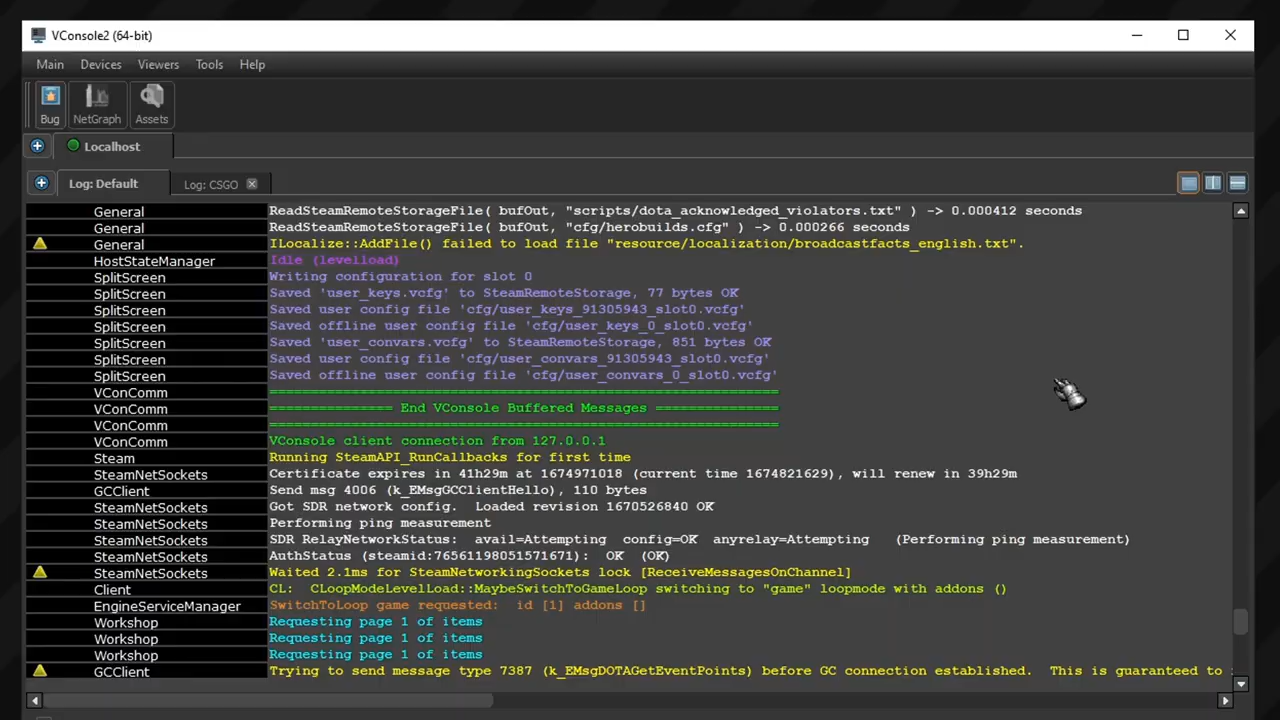 VConsole2 (64-bit)
Main Devices Viewers Tools Help
Bug NetGraph Assets
Localhost
Log: Default Log: CSGO
General ReadSteamRemoteStorageFile( bufOut, "scripts/dota_acknowledged_violators.txt" ) -> 0.000412 seconds
General ReadSteamRemoteStorageFile( bufOut, "cfg/herobuilds.cfg" ) -> 0.000266 seconds
General ILocalize::AddFile() failed to load file "resource/localization/broadcastfacts_english.txt".
HostStateManager Idle (levelload)
SplitScreen Writing configuration for slot 0
SplitScreen Saved 'user_keys.vcfg' to SteamRemoteStorage, 77 bytes OK
SplitScreen Saved user config file 'cfg/user_keys_91305943_slot0.vcfg'
SplitScreen Saved offline user config file 'cfg/user_keys_0_slot0.vcfg'
SplitScreen Saved 'user_convars.vcfg' to SteamRemoteStorage, 851 bytes OK
SplitScreen Saved user config file 'cfg/user_convars_91305943_slot0.vcfg'
SplitScreen Saved offline user config file 'cfg/user_convars_0_slot0.vcfg'
VConComm ==============================================================
VConComm =============== End VConsole Buffered Messages ===============
VConComm ==============================================================
VConComm VConsole client connection from 127.0.0.1
Steam Running SteamAPI_RunCallbacks for first time
SteamNetSockets Certificate expires in 41h29m at 1674971018 (current time 1674821629), will renew in 39h29m
GCClient Send msg 4006 (k_EMsgGCClientHello), 110 bytes
SteamNetSockets Got SDR network config. Loaded revision 1670526840 OK
SteamNetSockets Performing ping measurement
SteamNetSockets SDR RelayNetworkStatus: avail=Attempting config=OK anyrelay=Attempting (Performing ping measurement)
SteamNetSockets AuthStatus (steamid:76561198051571671): OK (OK)
SteamNetSockets Waited 2.1ms for SteamNetworkingSockets lock [ReceiveMessagesOnChannel]
Client CL: CLoopModeLevelLoad::MaybeSwitchToGameLoop switching to "game" loopmode with addons ()
EngineServiceManager SwitchToLoop game requested: id [1] addons []
Workshop Requesting page 1 of items
Workshop Requesting page 1 of items
Workshop Requesting page 1 of items
GCClient Trying to send message type 7387 (k_EMsgDOTAGetEventPoints) before GC connection established. This is guaranteed to